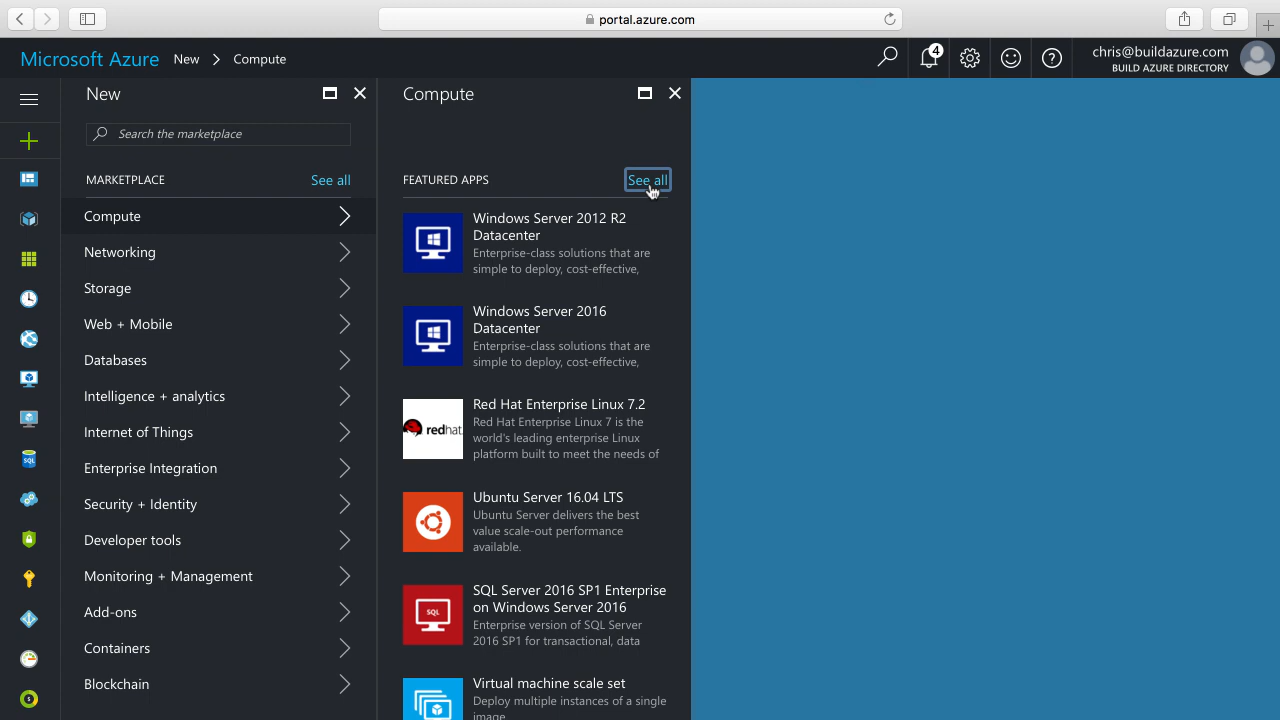 portal.azure.com
Microsoft Azure New Compute
4
chris@buildazure.com
BUILD AZURE DIRECTORY
New
Search the marketplace
MARKETPLACE See all
Compute
Networking
Storage
Web + Mobile
Databases
Intelligence + analytics
Internet of Things
Enterprise Integration
Security + Identity
Developer tools
Monitoring + Management
Add-ons
Containers
Blockchain
SQL
Compute
FEATURED APPS See all
Windows Server 2012 R2
Datacenter
Enterprise-class solutions that are
simple to deploy, cost-effective,
Windows Server 2016
Datacenter
Enterprise-class solutions that are
simple to deploy, cost-effective,
redhat.
Red Hat Enterprise Linux 7.2
Red Hat Enterprise Linux 7 is the
world's leading enterprise Linux
platform built to meet the needs of
Ubuntu Server 16.04 LTS
Ubuntu Server delivers the best
value scale-out performance
available.
SQL
SQL Server 2016 SP1 Enterprise
on Windows Server 2016
Enterprise version of SQL Server
2016 SP1 for transactional, data
Virtual machine scale set
Deploy multiple instances of a single
image.